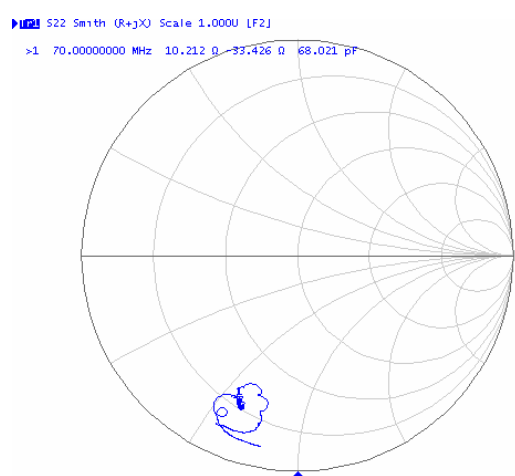 Tr1 S22 Smith (R+jX) Scale 1.000U [F2]
>1 70.00000000 MHz 10.212 Ω -33.426 Ω 68.021 pF